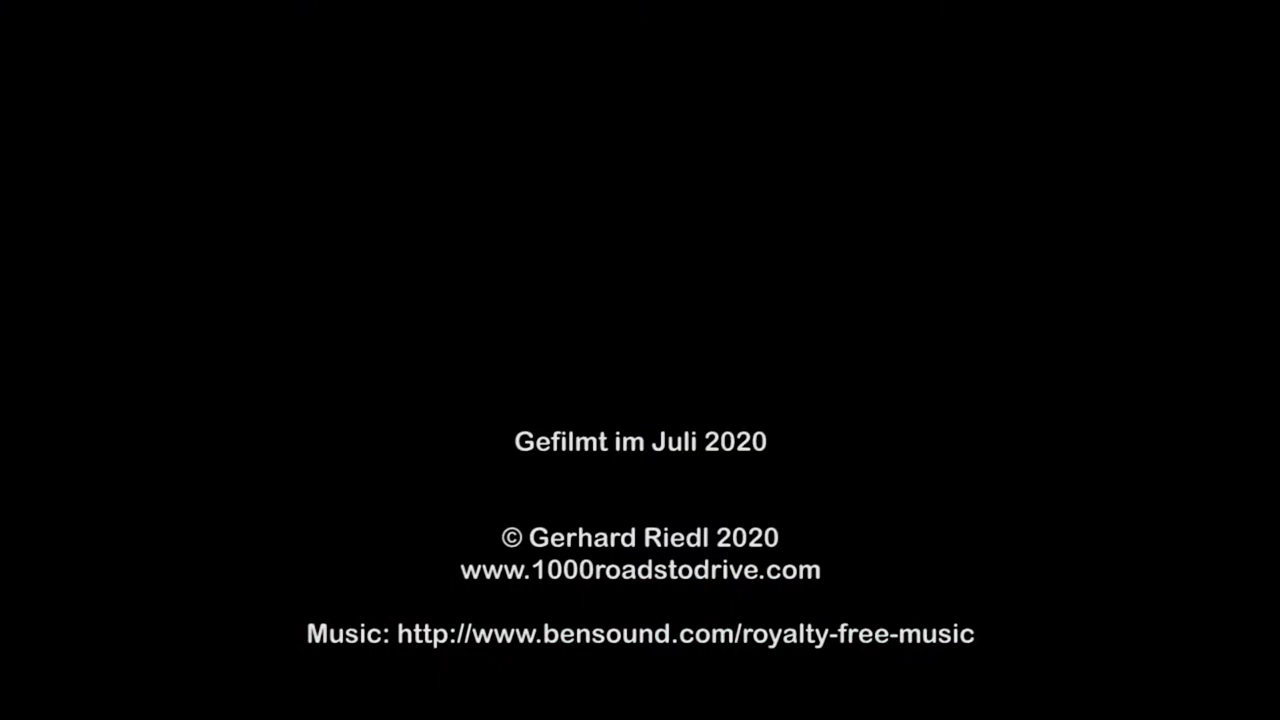 Gefilmt im Juli 2020
© Gerhard Riedl 2020
www.1000roadstodrive.com
Music: http://www.bensound.com/royalty-free-music